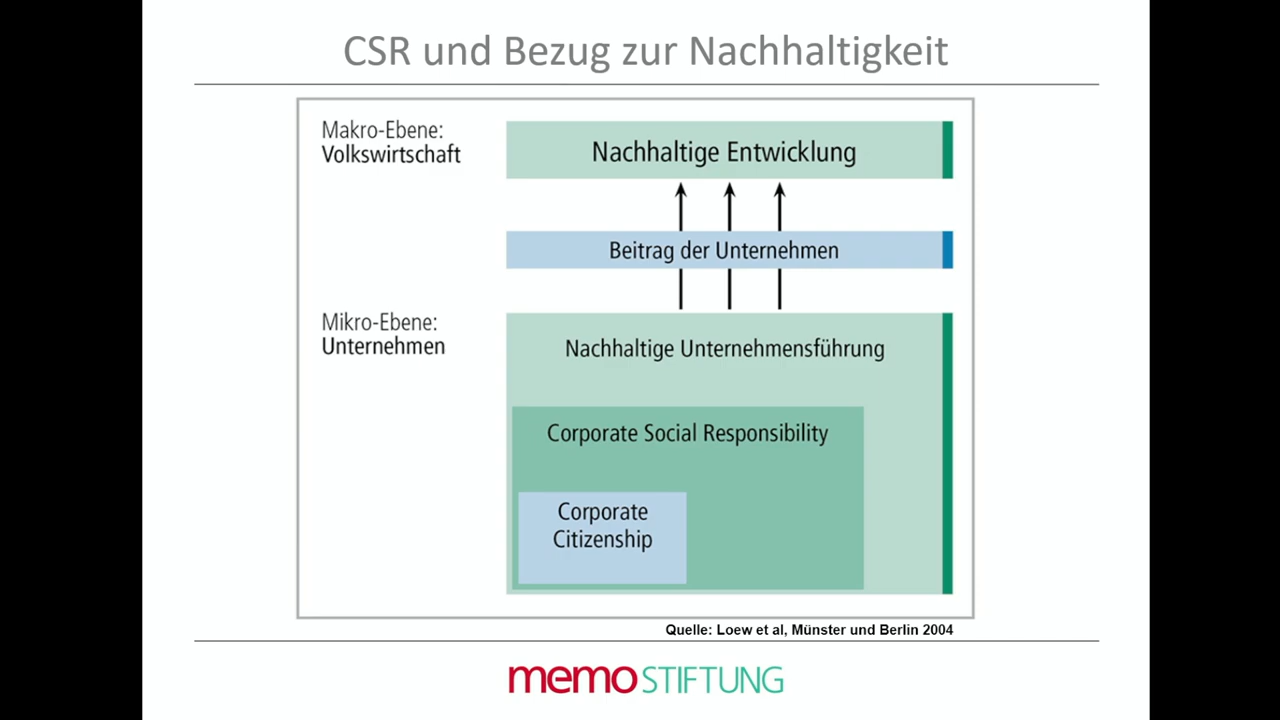 CSR und Bezug zur Nachhaltigkeit
Makro-Ebene:
Volkswirtschaft
Nachhaltige Entwicklung
Beitrag der Unternehmen
Mikro-Ebene:
Unternehmen
Nachhaltige Unternehmensführung
Corporate Social Responsibility
Corporate
Citizenship
Quelle: Loew et al, Münster und Berlin 2004
memo STIFTUNG